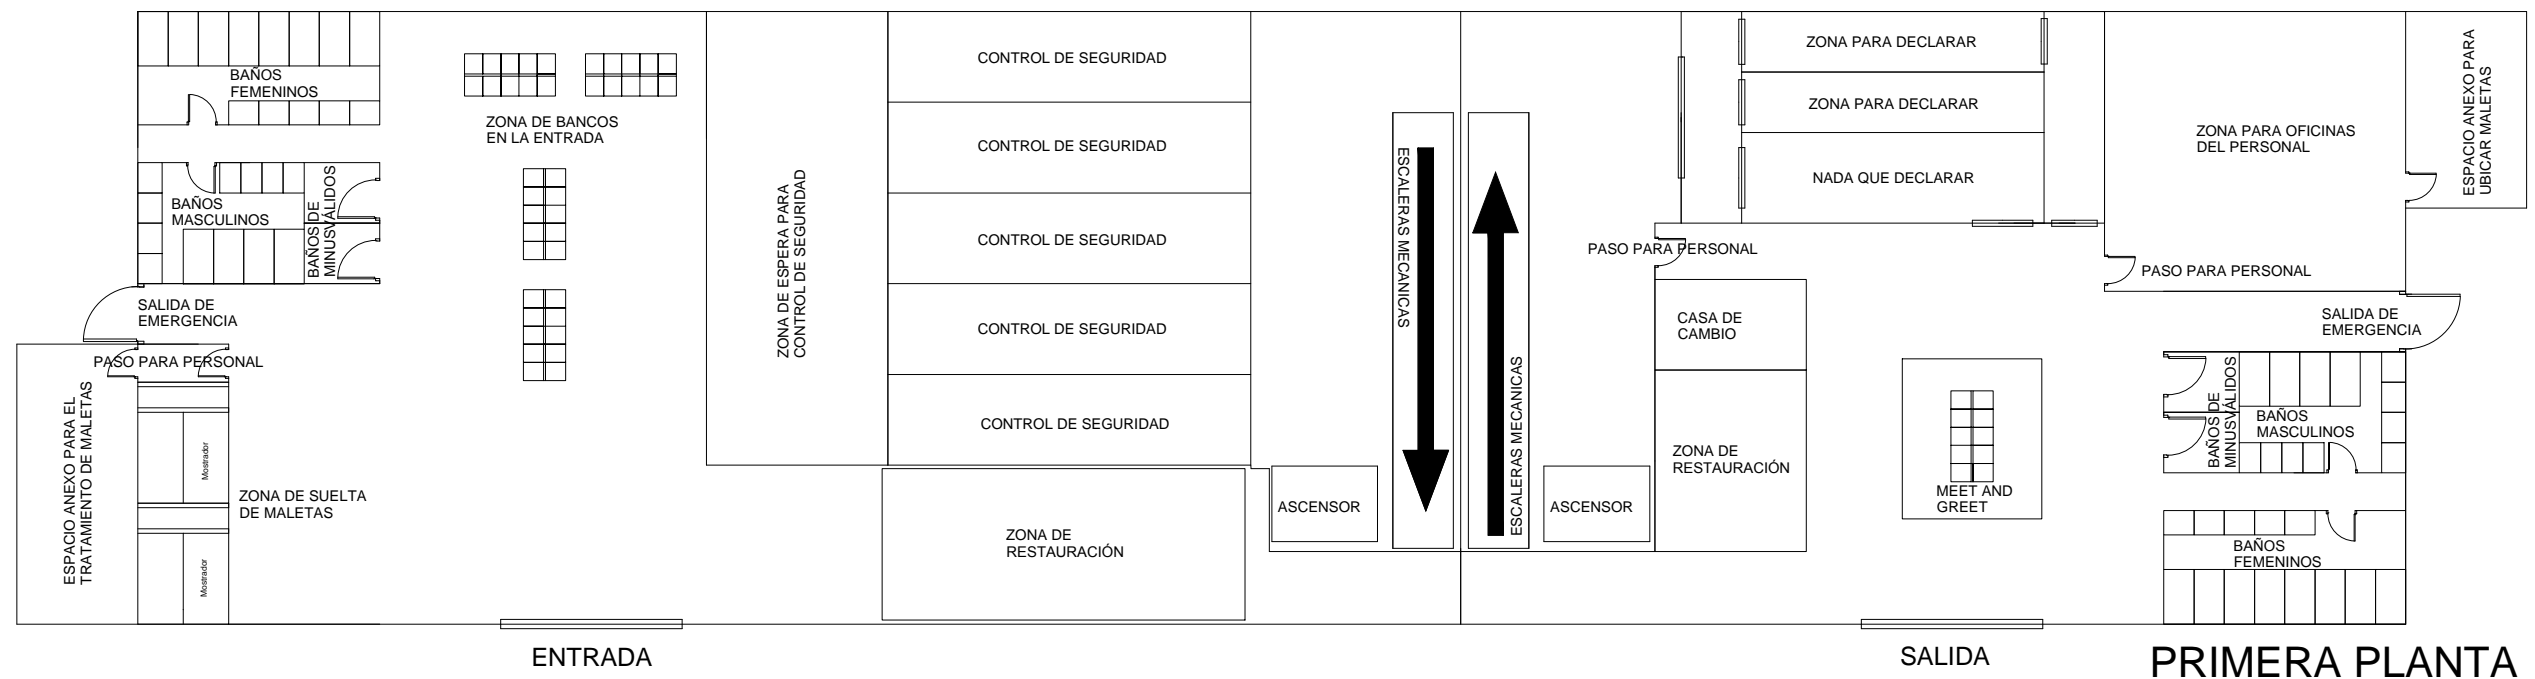 BAÑOS
FEMENINOS
ZONA DE BANCOS
EN LA ENTRADA
BAÑOS
MASCULINOS
BAÑOS DE
MINUSVÁLIDOS
SALIDA DE
EMERGENCIA
PASO PARA PERSONAL
ESPACIO ANEXO PARA EL
TRATAMIENTO DE MALETAS
Mostrador
Mostrador
ZONA DE SUELTA
DE MALETAS
ZONA DE ESPERA PARA
CONTROL DE SEGURIDAD
CONTROL DE SEGURIDAD
CONTROL DE SEGURIDAD
CONTROL DE SEGURIDAD
CONTROL DE SEGURIDAD
CONTROL DE SEGURIDAD
ZONA DE
RESTAURACIÓN
ASCENSOR
ESCALERAS MECANICAS
ESCALERAS MECANICAS
ASCENSOR
ZONA PARA DECLARAR
ZONA PARA DECLARAR
NADA QUE DECLARAR
PASO PARA PERSONAL
CASA DE
CAMBIO
ZONA DE
RESTAURACIÓN
MEET AND
GREET
ZONA PARA OFICINAS
DEL PERSONAL
ESPACIO ANEXO PARA
UBICAR MALETAS
PASO PARA PERSONAL
SALIDA DE
EMERGENCIA
BAÑOS DE
MINUSVÁLIDOS
BAÑOS
MASCULINOS
BAÑOS
FEMENINOS
ENTRADA
SALIDA
PRIMERA PLANTA